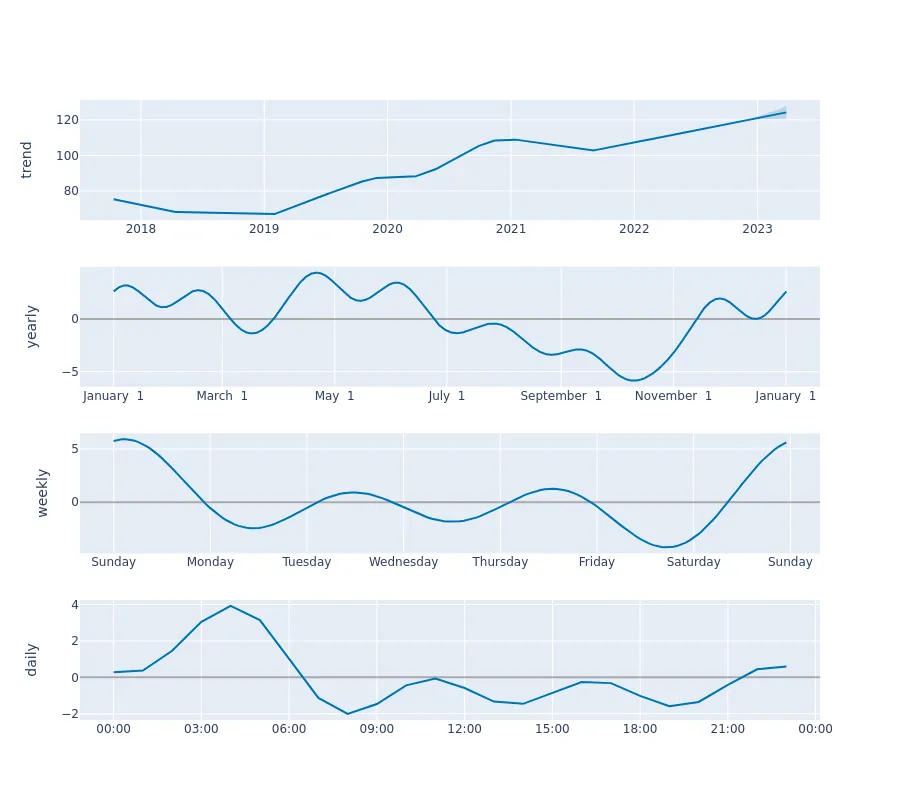 trend
120
100
80
2018 2019 2020 2021 2022 2023
yearly
0
−5
January 1 March 1 May 1 July 1 September 1 November 1 January 1
weekly
5
0
Sunday Monday Tuesday Wednesday Thursday Friday Saturday Sunday
daily
4
2
0
−2
00:00 03:00 06:00 09:00 12:00 15:00 18:00 21:00 00:00